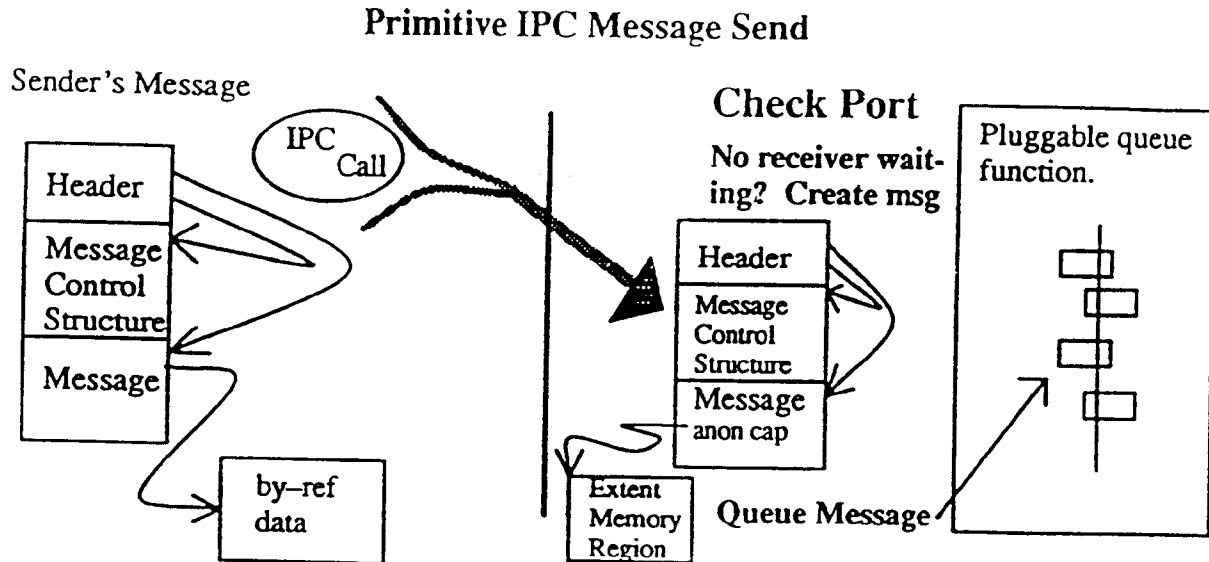 Primitive IPC Message Send
Sender's Message
IPC
Call
Header
Message
Control
Structure
Message
by–ref
data
Check Port
No receiver wait-
ing? Create msg
Header
Message
Control
Structure
Message
anon cap
Extent
Memory
Region
Queue Message
Pluggable queue
function.